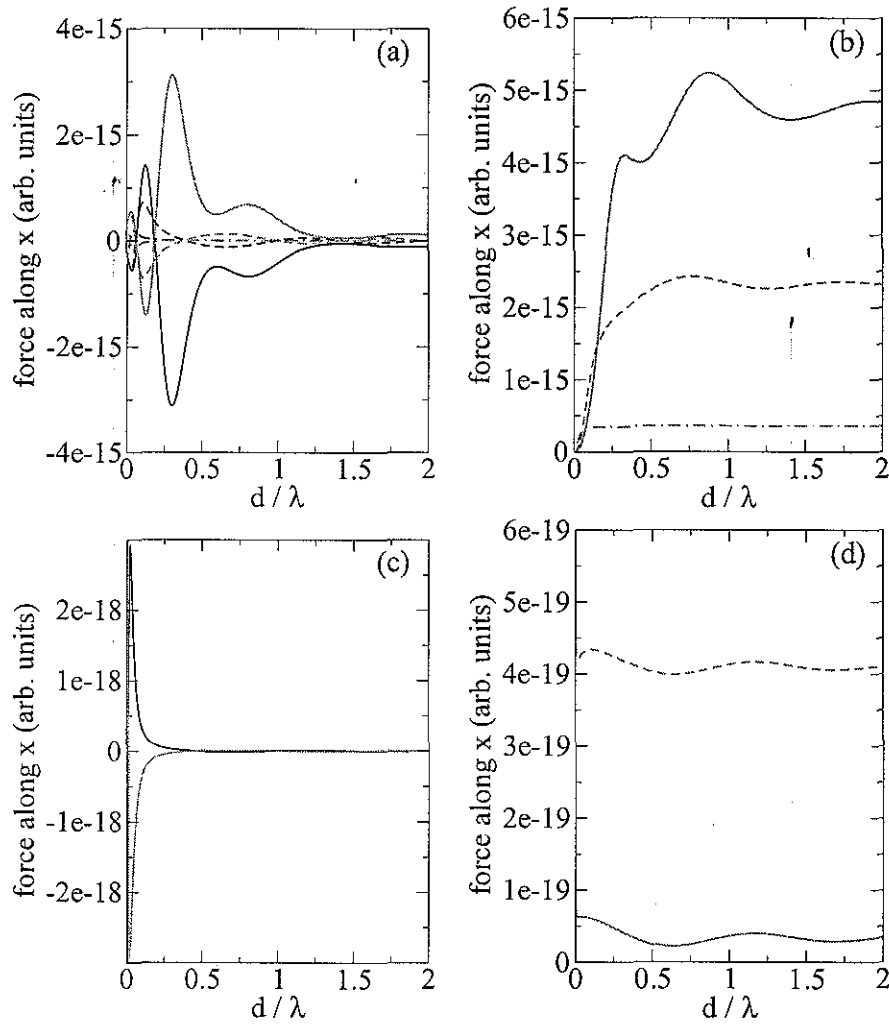 (a)
4e-15
2e-15
0
-2e-15
-4e-15
force along x (arb. units)
0 0.5 1 1.5 2
d / λ
(b)
6e-15
5e-15
4e-15
3e-15
2e-15
1e-15
0
force along x (arb. units)
0 0.5 1 1.5 2
d / λ
(c)
2e-18
1e-18
0
-1e-18
-2e-18
force along x (arb. units)
0 0.5 1 1.5 2
d / λ
(d)
6e-19
5e-19
4e-19
3e-19
2e-19
1e-19
0
force along x (arb. units)
0 0.5 1 1.5 2
d / λ